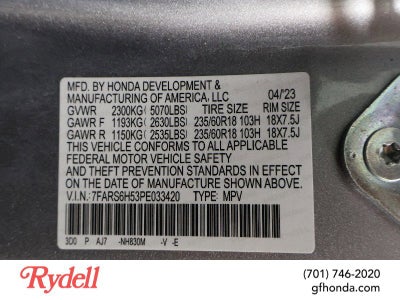 MFD. BY HONDA DEVELOPMENT &
MANUFACTURING OF AMERICA, LLC 04/'23
GVWR 2300KG( 5070LBS) TIRE SIZE RIM SIZE
GAWR F 1193KG( 2630LBS) 235/60R18 103H 18X7.5J
GAWR R 1150KG( 2535LBS) 235/60R18 103H 18X7.5J
THIS VEHICLE CONFORMS TO ALL APPLICABLE
FEDERAL MOTOR VEHICLE SAFETY
AND THEFT PREVENTION STANDARDS IN EFFECT
ON THE DATE OF MANUFACTURE SHOWN ABOVE.
V.I.N.: 7FARS6H53PE033420 TYPE: MPV
3D0 P AJ7 -NH830M -V -E
Rydell
(701) 746-2020
gfhonda.com